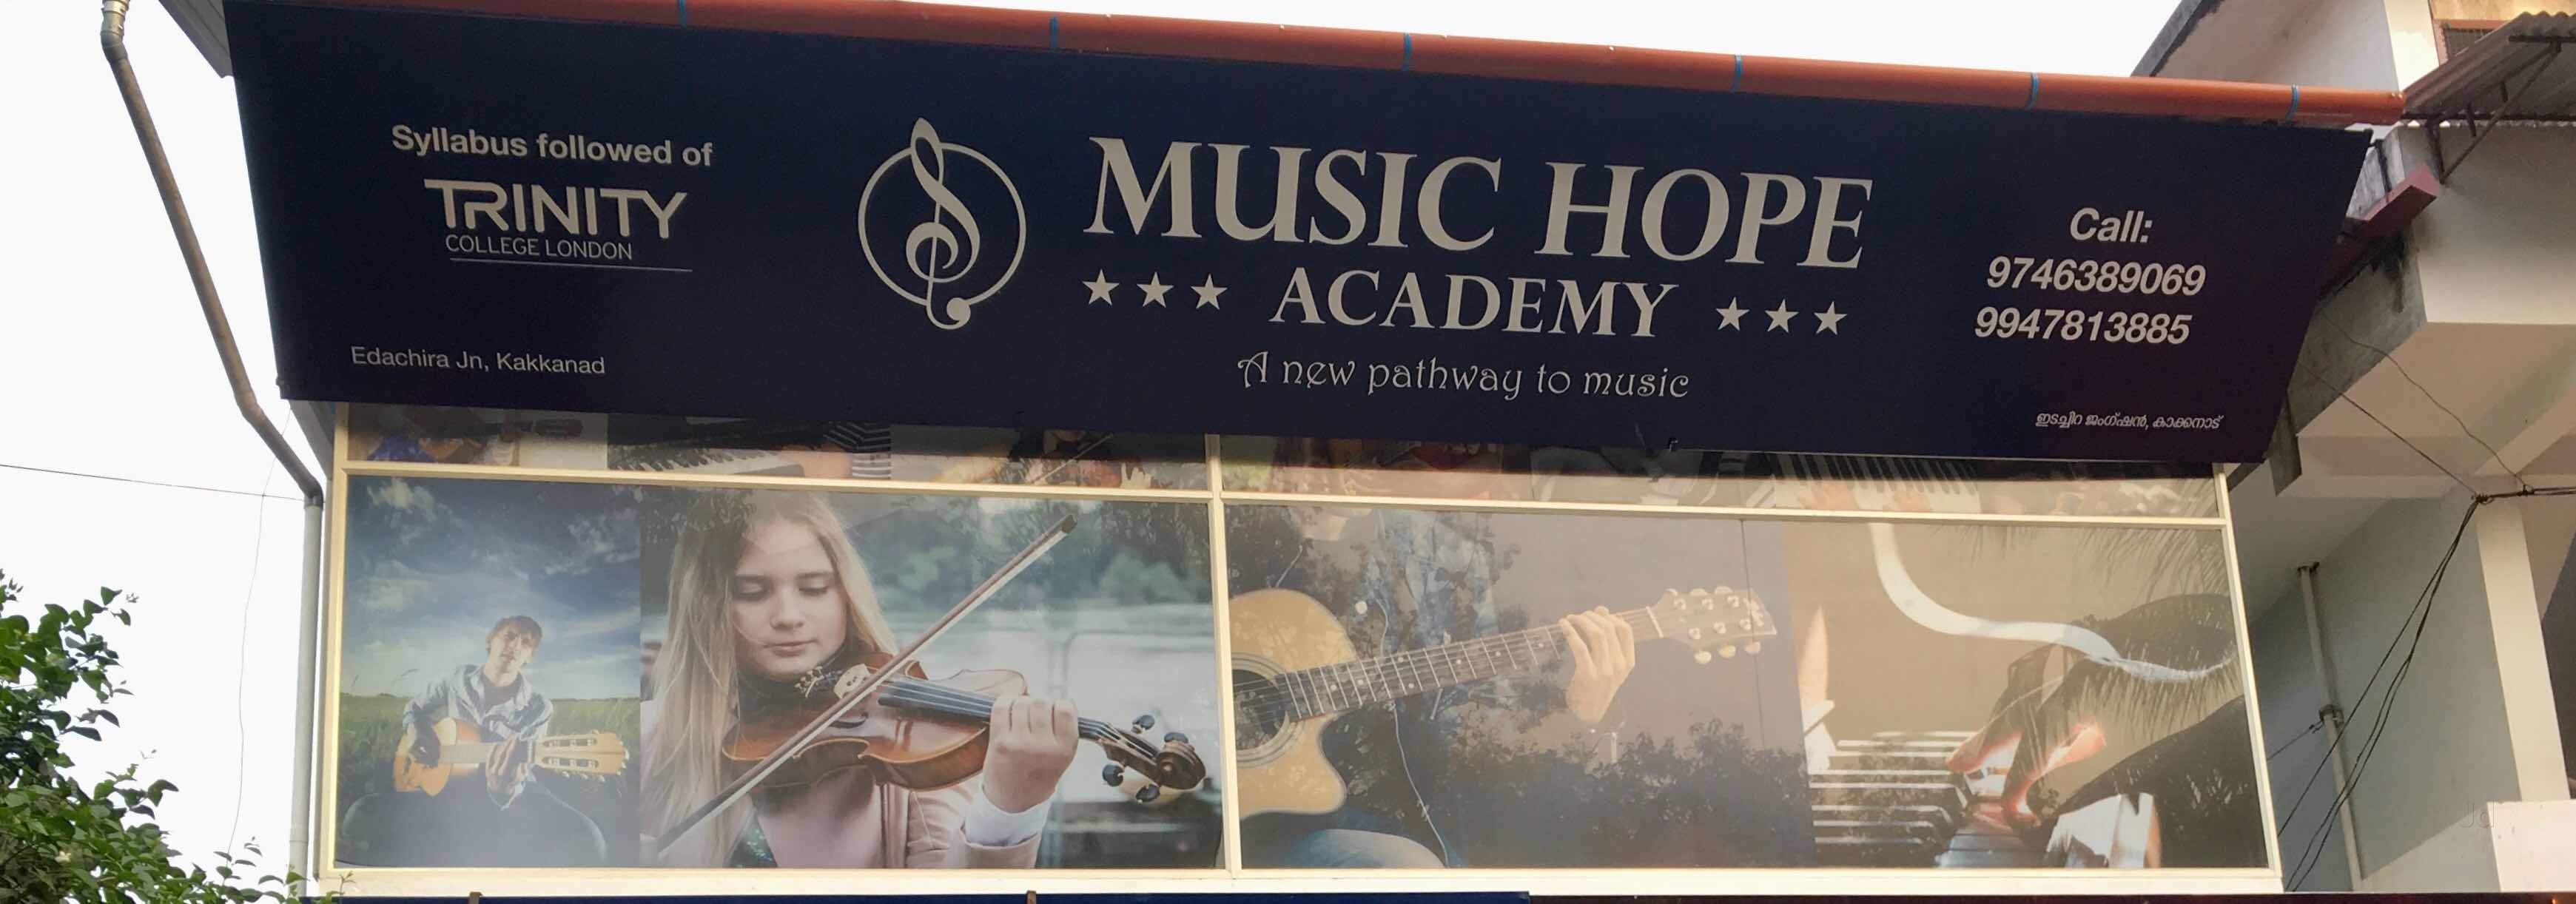 Syllabus followed of
TRINITY
COLLEGE LONDON
Edachira Jn, Kakkanad
MUSIC HOPE
ACADEMY
A new pathway to music
Call:
9746389069
9947813885
ഇടച്ചിറ ജംഗ്ഷൻ, കാക്കനാട്